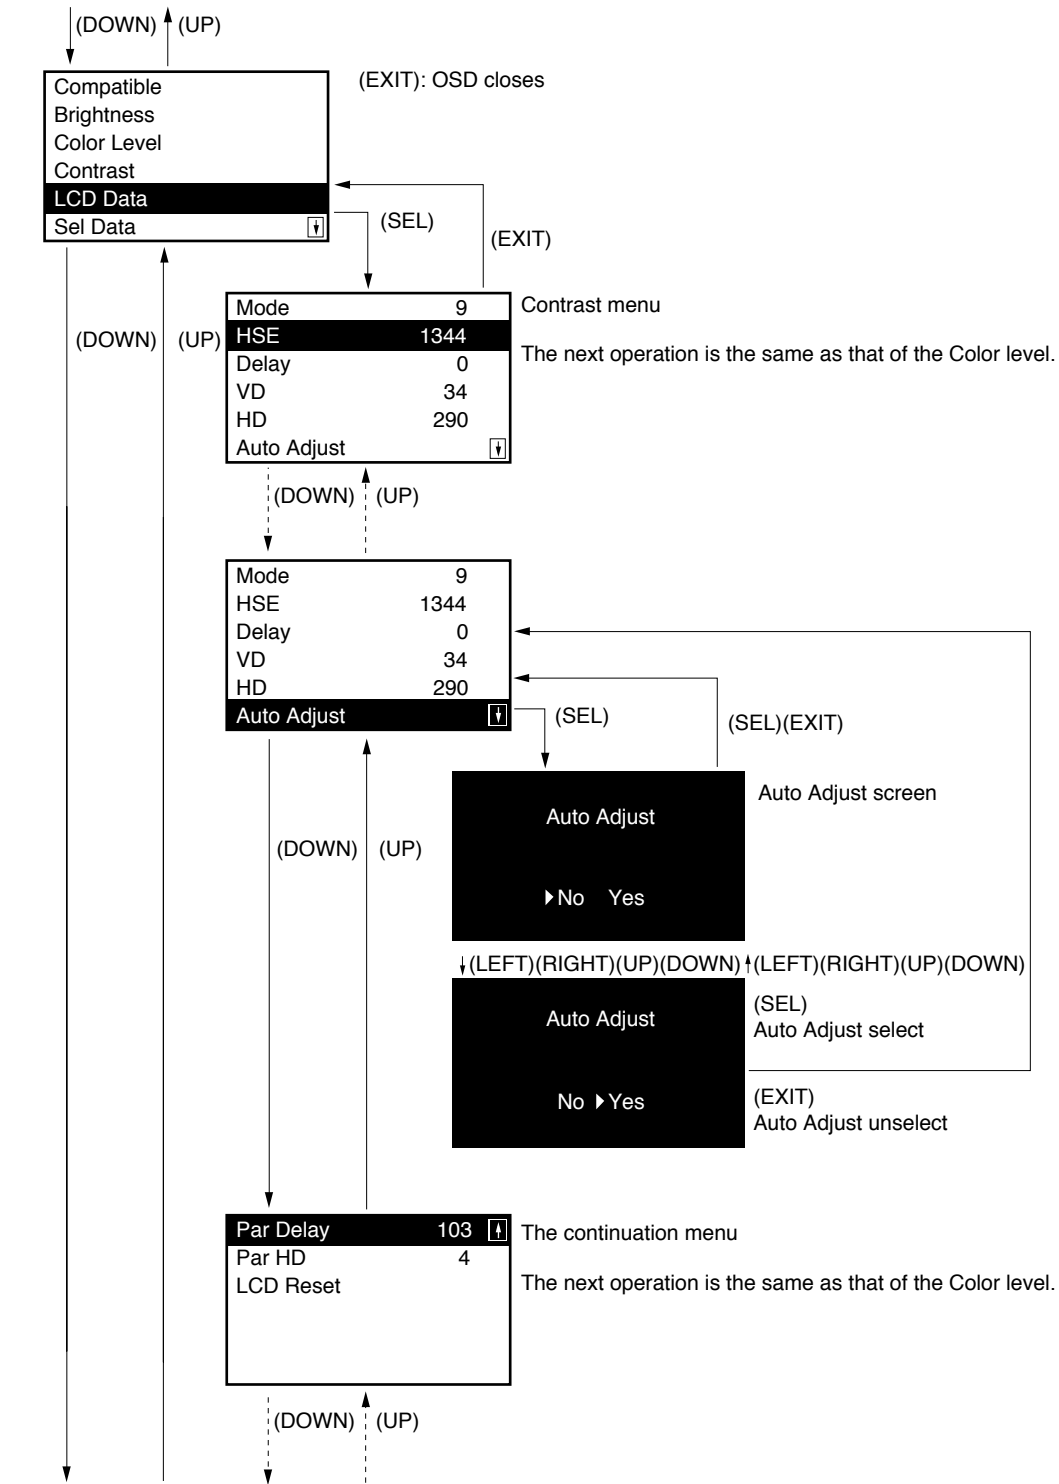 (DOWN) (UP)
Compatible
Brightness
Color Level
Contrast
LCD Data
Sel Data
(EXIT): OSD closes
(SEL)
(EXIT)
(DOWN) (UP)
Mode 9
HSE 1344
Delay 0
VD 34
HD 290
Auto Adjust
Contrast menu
The next operation is the same as that of the Color level.
(DOWN) (UP)
Mode 9
HSE 1344
Delay 0
VD 34
HD 290
Auto Adjust
(SEL)
(SEL)(EXIT)
Auto Adjust
No Yes
Auto Adjust screen
(DOWN) (UP)
(LEFT)(RIGHT)(UP)(DOWN) (LEFT)(RIGHT)(UP)(DOWN)
Auto Adjust
No Yes
(SEL)
Auto Adjust select
(EXIT)
Auto Adjust unselect
Par Delay 103
Par HD 4
LCD Reset
The continuation menu
The next operation is the same as that of the Color level.
(DOWN) (UP)